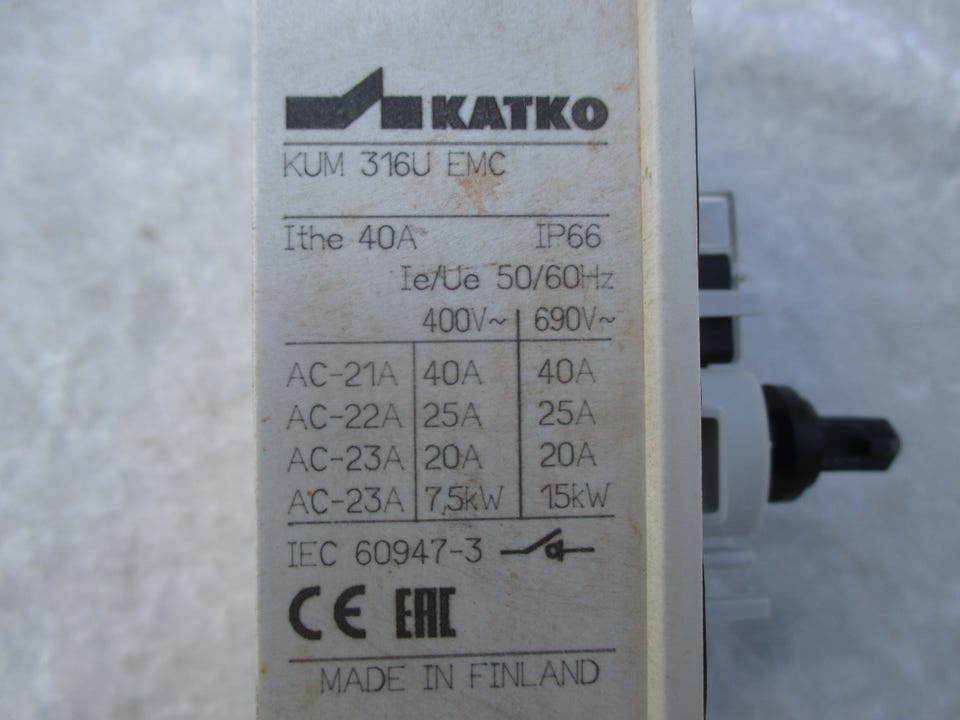 KATKO
KUM 316U EMC
Ithe 40A IP66
Ie/Ue 50/60Hz
400V~ 690V~
AC-21A 40A 40A
AC-22A 25A 25A
AC-23A 20A 20A
AC-23A 7,5kW 15kW
IEC 60947-3
CE EAC
MADE IN FINLAND